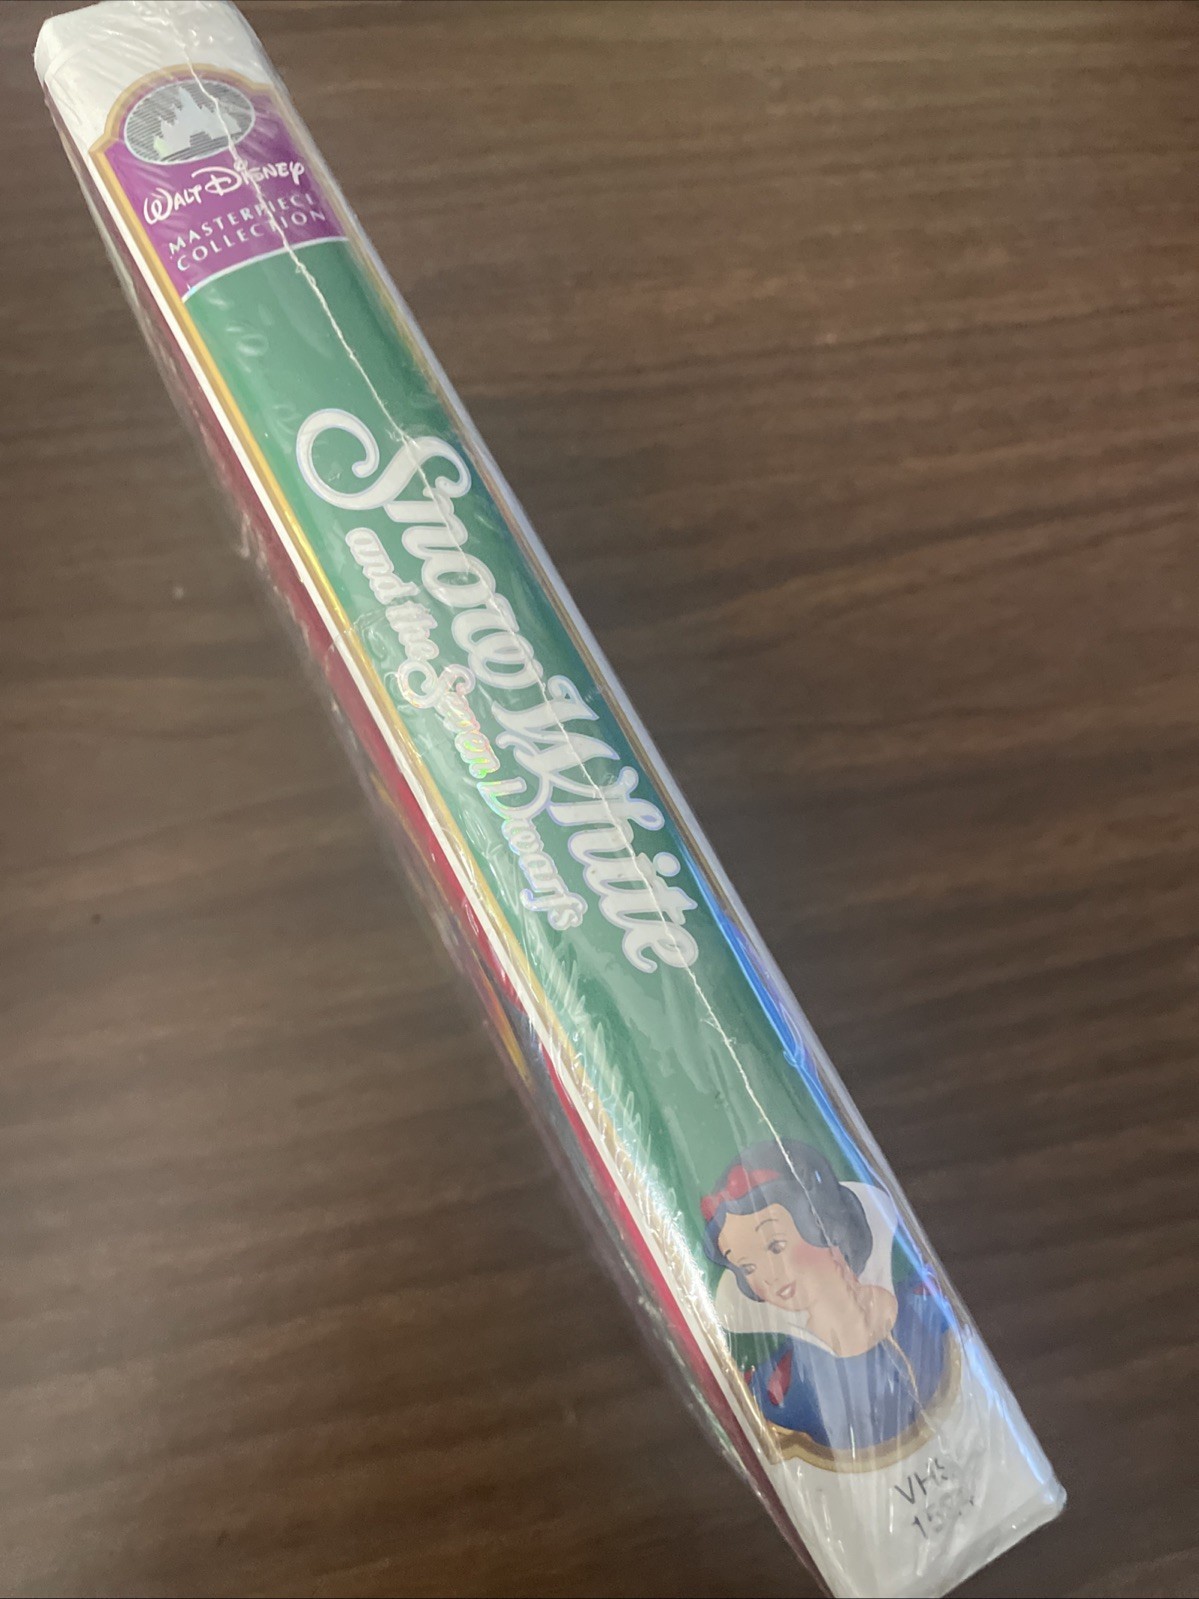 WALT DISNEY
MASTERPIECE
COLLECTION
Snow White
and the Seven Dwarfs
VHS